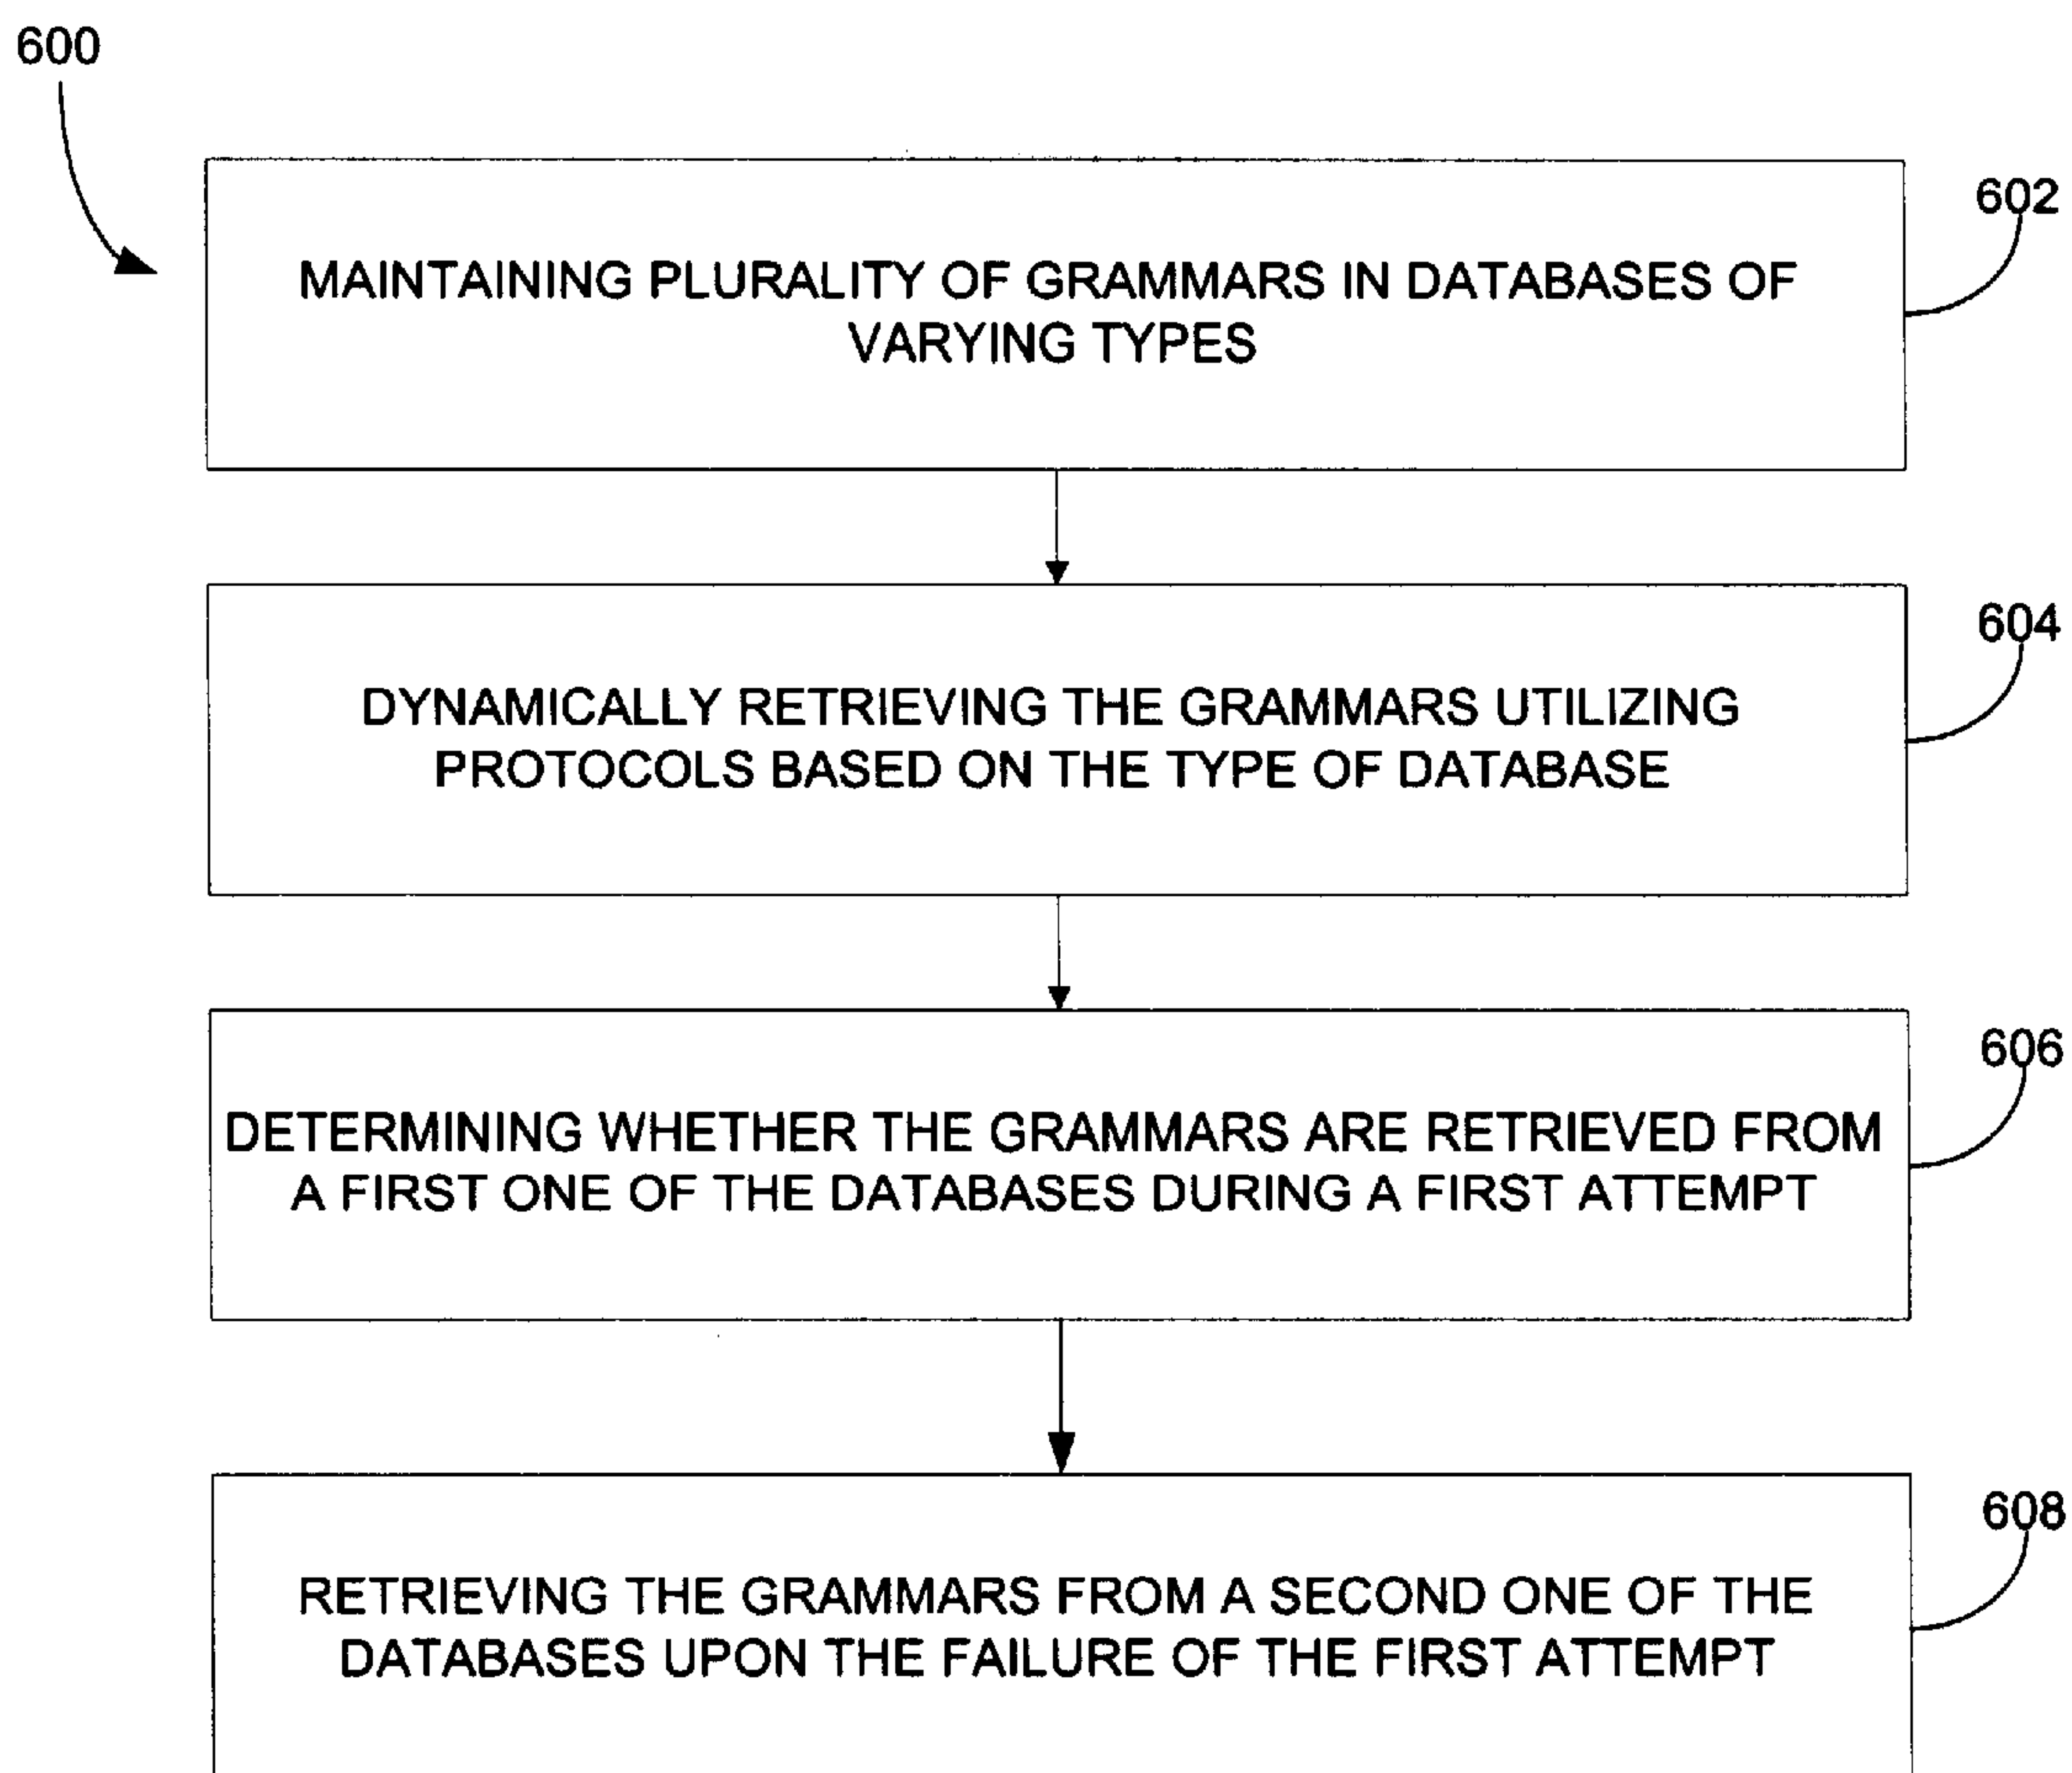 600
602
MAINTAINING PLURALITY OF GRAMMARS IN DATABASES OF
VARYING TYPES
604
DYNAMICALLY RETRIEVING THE GRAMMARS UTILIZING
PROTOCOLS BASED ON THE TYPE OF DATABASE
606
DETERMINING WHETHER THE GRAMMARS ARE RETRIEVED FROM
A FIRST ONE OF THE DATABASES DURING A FIRST ATTEMPT
608
RETRIEVING THE GRAMMARS FROM A SECOND ONE OF THE
DATABASES UPON THE FAILURE OF THE FIRST ATTEMPT